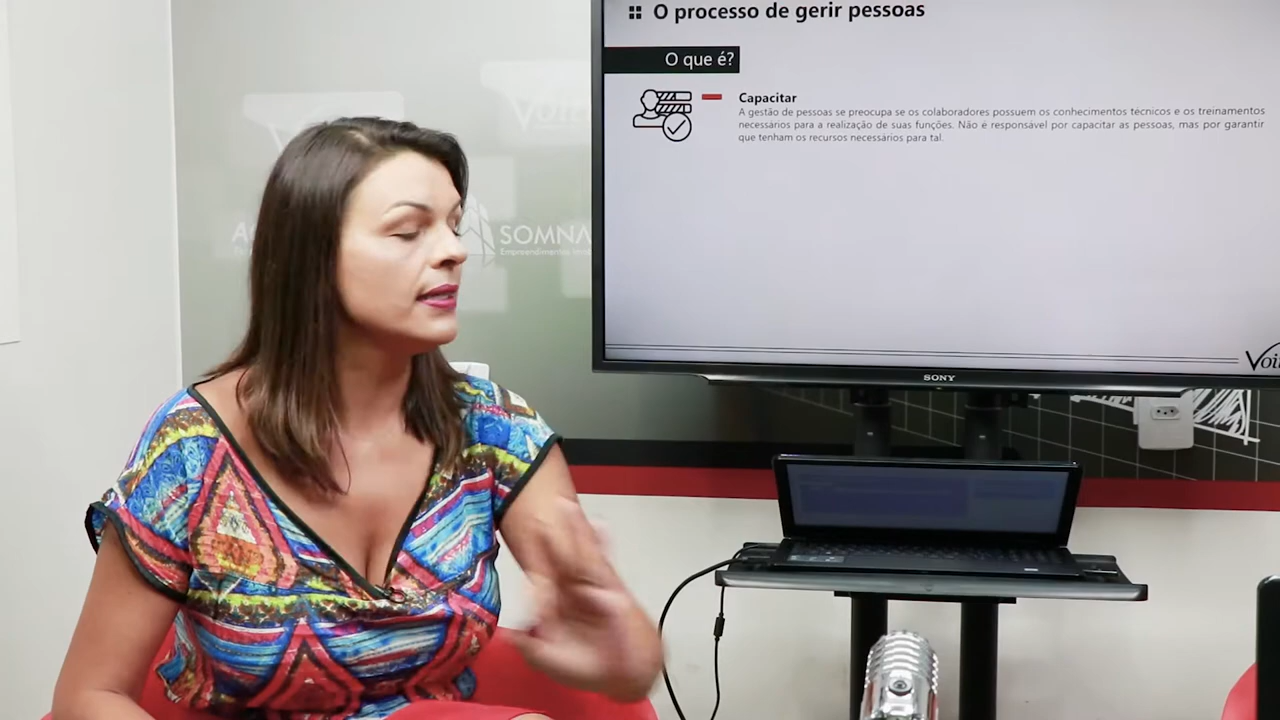 O processo de gerir pessoas
O que é?
Capacitar
A gestão de pessoas se preocupa se os colaboradores possuem os conhecimentos técnicos e os treinamentos
necessários para a realização de suas funções. Não é responsável por capacitar as pessoas, mas por garantir
que tenham os recursos necessários para tal.
SOMNA
Empreendimentos
SONY